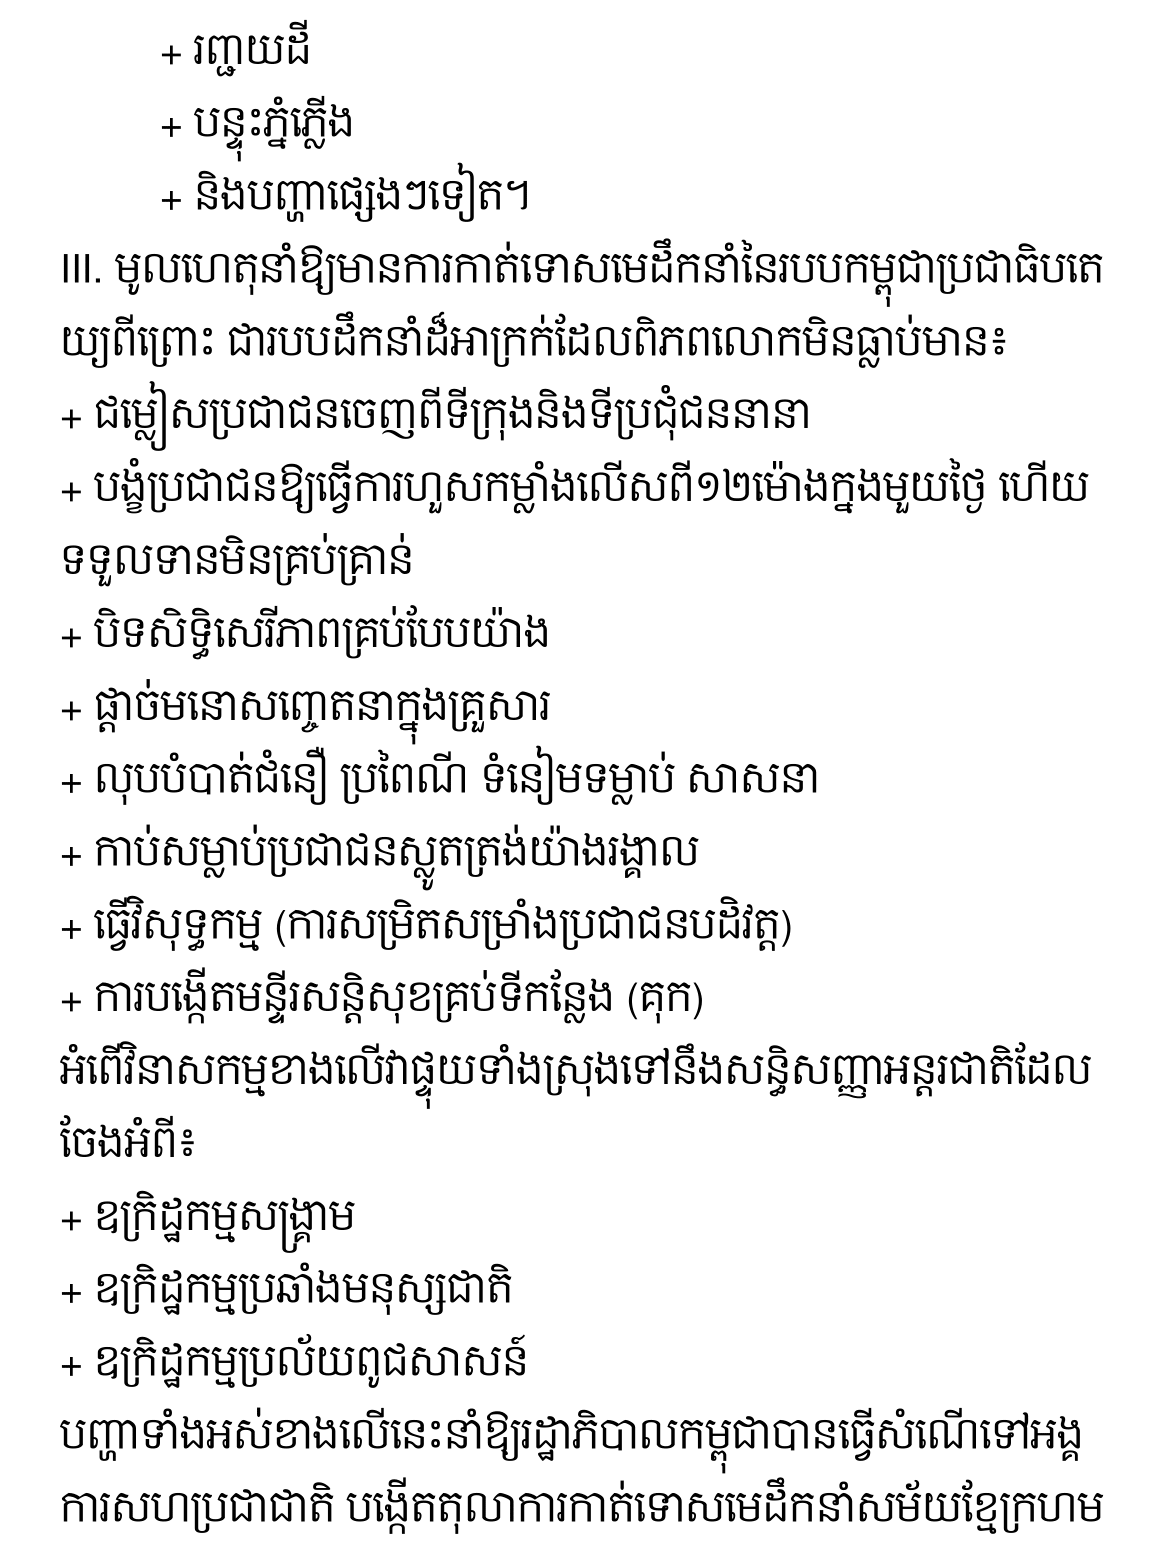 + រញ្ជួយដី
+ បន្ទុះភ្នំភ្លើង
+ និងបញ្ហាផ្សេងៗទៀត។
III. មូលហេតុនាំឱ្យមានការកាត់ទោសមេដឹកនាំនៃរបបកម្ពុជាប្រជាធិបតេ
យ្យពីព្រោះ ជារបបដឹកនាំដ៏អាក្រក់ដែលពិភពលោកមិនធ្លាប់មាន៖
+ ជម្លៀសប្រជាជនចេញពីទីក្រុងនិងទីប្រជុំជននានា
+ បង្ខំប្រជាជនឱ្យធ្វើការហួសកម្លាំងលើសពី១២ម៉ោងក្នងមួយថ្ងៃ ហើយ
ទទួលទានមិនគ្រប់គ្រាន់
+ បិទសិទ្ធិសេរីភាពគ្រប់បែបយ៉ាង
+ ផ្ដាច់មនោសញ្ចេតនាក្នុងគ្រួសារ
+ លុបបំបាត់ជំនឿ ប្រពៃណី ទំនៀមទម្លាប់ សាសនា
+ កាប់សម្លាប់ប្រជាជនស្លូតត្រង់យ៉ាងរង្គាល
+ ធ្វើវិសុទ្ធកម្ម (ការសម្រិតសម្រាំងប្រជាជនបដិវត្ត)
+ ការបង្កើតមន្ទីរសន្តិសុខគ្រប់ទីកន្លែង (គុក)
អំពើវិនាសកម្មខាងលើវាផ្ទុយទាំងស្រុងទៅនឹងសន្ធិសញ្ញាអន្តរជាតិដែល
ចែងអំពី៖
+ ឧក្រិដ្ឋកម្មសង្គ្រាម
+ ឧក្រិដ្ឋកម្មប្រឆាំងមនុស្សជាតិ
+ ឧក្រិដ្ឋកម្មប្រល័យពូជសាសន៍
បញ្ហាទាំងអស់ខាងលើនេះនាំឱ្យរដ្ឋាភិបាលកម្ពុជាបានធ្វើសំណើទៅអង្គ
ការសហប្រជាជាតិ បង្កើតតុលាការកាត់ទោសមេដឹកនាំសម័យខ្មែក្រហម